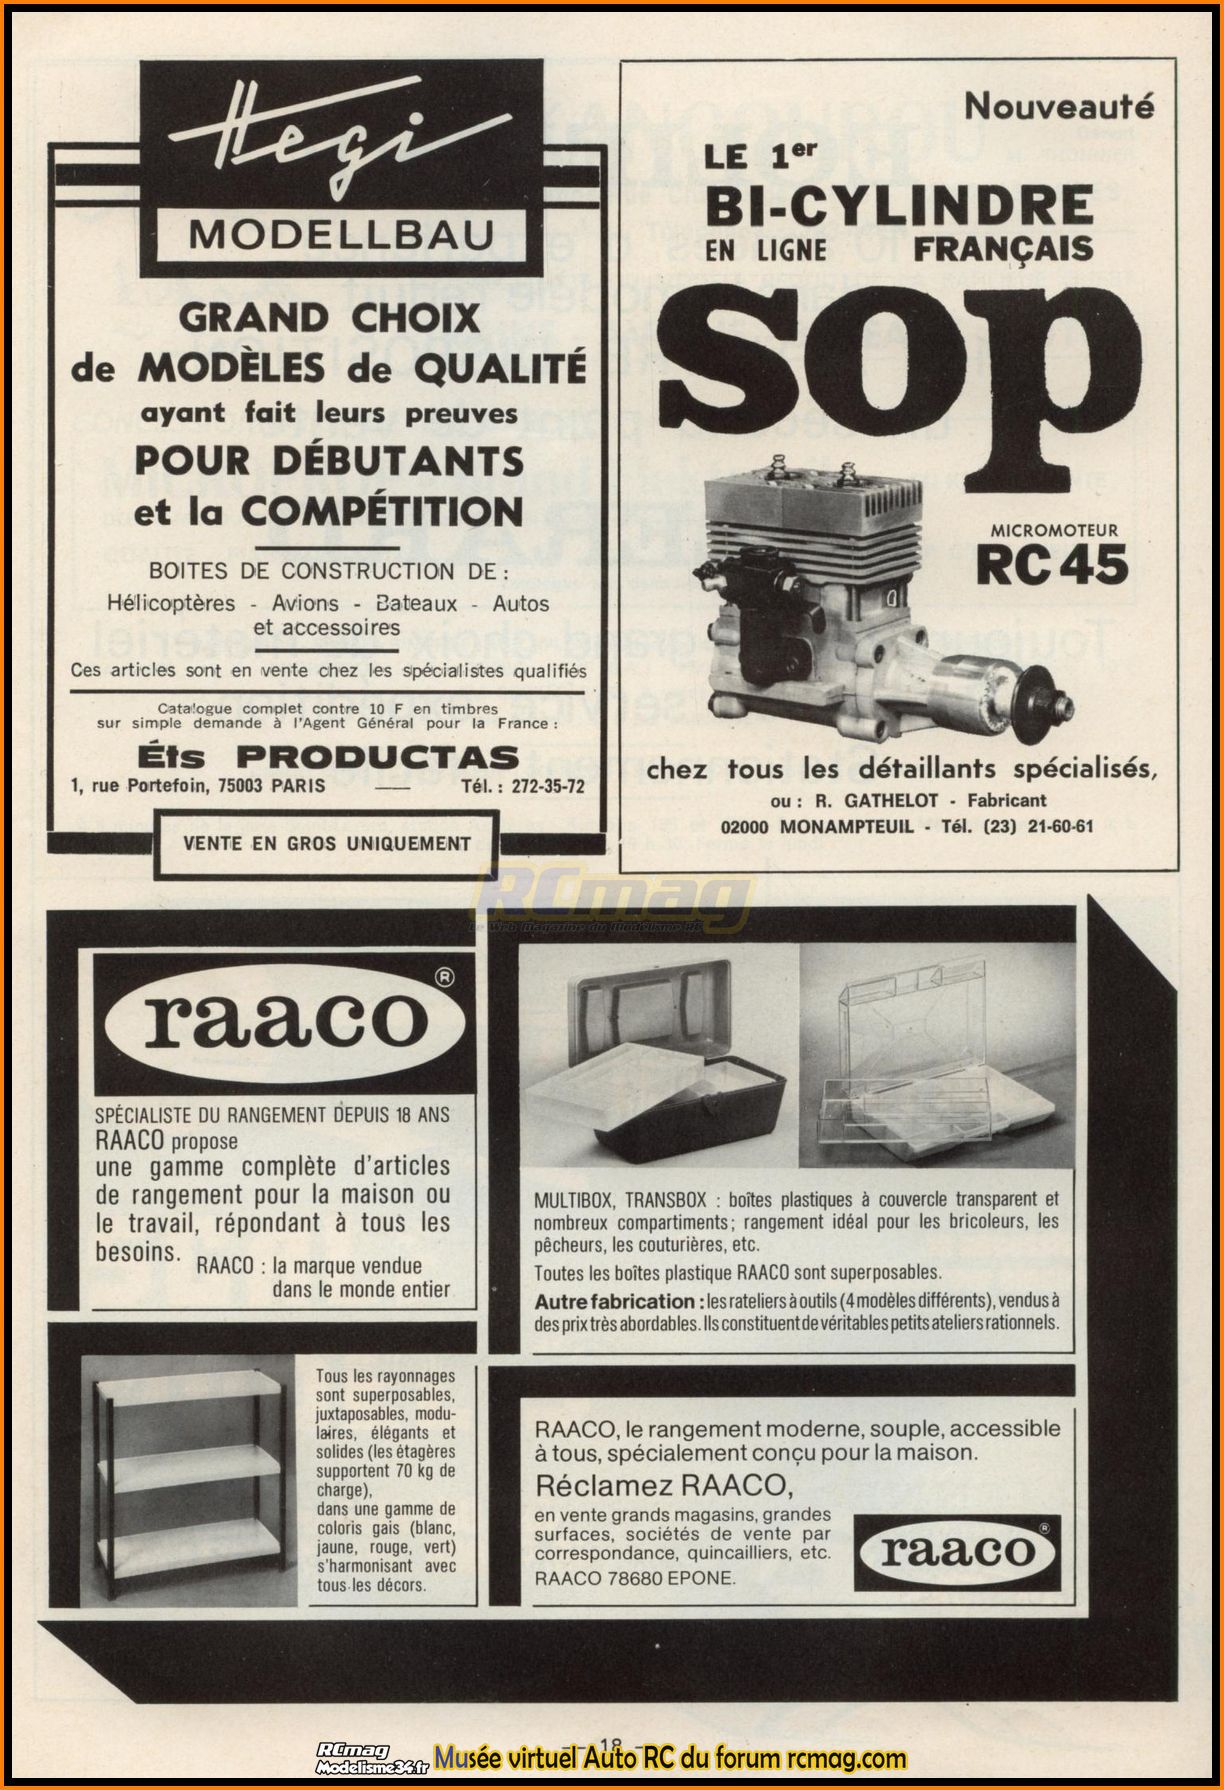 Hegi
MODELLBAU
GRAND CHOIX
de MODÈLES de QUALITÉ
ayant fait leurs preuves
POUR DÉBUTANTS
et la COMPÉTITION
BOITES DE CONSTRUCTION DE :
Hélicoptères - Avions - Bateaux - Autos
et accessoires
Ces articles sont en vente chez les spécialistes qualifiés
Catalogue complet contre 10 F en timbres
sur simple demande à l'Agent Général pour la France :
Éts PRODUCTAS
1, rue Portefoin, 75003 PARIS — Tél. : 272-35-72
VENTE EN GROS UNIQUEMENT
Nouveauté
LE 1er
BI-CYLINDRE
EN LIGNE FRANÇAIS
sop
MICROMOTEUR
RC 45
chez tous les détaillants spécialisés,
ou : R. GATHELOT - Fabricant
02000 MONAMPTEUIL - Tél. (23) 21-60-61
RCmag
Le Web Magazine du Modélisme RC
raaco ®
SPÉCIALISTE DU RANGEMENT DEPUIS 18 ANS
RAACO propose
une gamme complète d'articles
de rangement pour la maison ou
le travail, répondant à tous les
besoins.
RAACO : la marque vendue
dans le monde entier
MULTIBOX, TRANSBOX : boîtes plastiques à couvercle transparent et
nombreux compartiments; rangement idéal pour les bricoleurs, les
pêcheurs, les couturières, etc.
Toutes les boîtes plastique RAACO sont superposables.
Autre fabrication : les rateliers à outils (4 modèles différents), vendus à
des prix très abordables. Ils constituent de véritables petits ateliers rationnels.
Tous les rayonnages
sont superposables,
juxtaposables, modu-
laires, élégants et
solides (les étagères
supportent 70 kg de
charge),
dans une gamme de
coloris gais (blanc,
jaune, rouge, vert)
s'harmonisant avec
tous les décors.
RAACO, le rangement moderne, souple, accessible
à tous, spécialement conçu pour la maison.
Réclamez RAACO,
en vente grands magasins, grandes
surfaces, sociétés de vente par
correspondance, quincailliers, etc.
RAACO 78680 EPONE.
raaco ®
— 18 —
RCmag
Modelisme34.fr
Musée virtuel Auto RC du forum rcmag.com